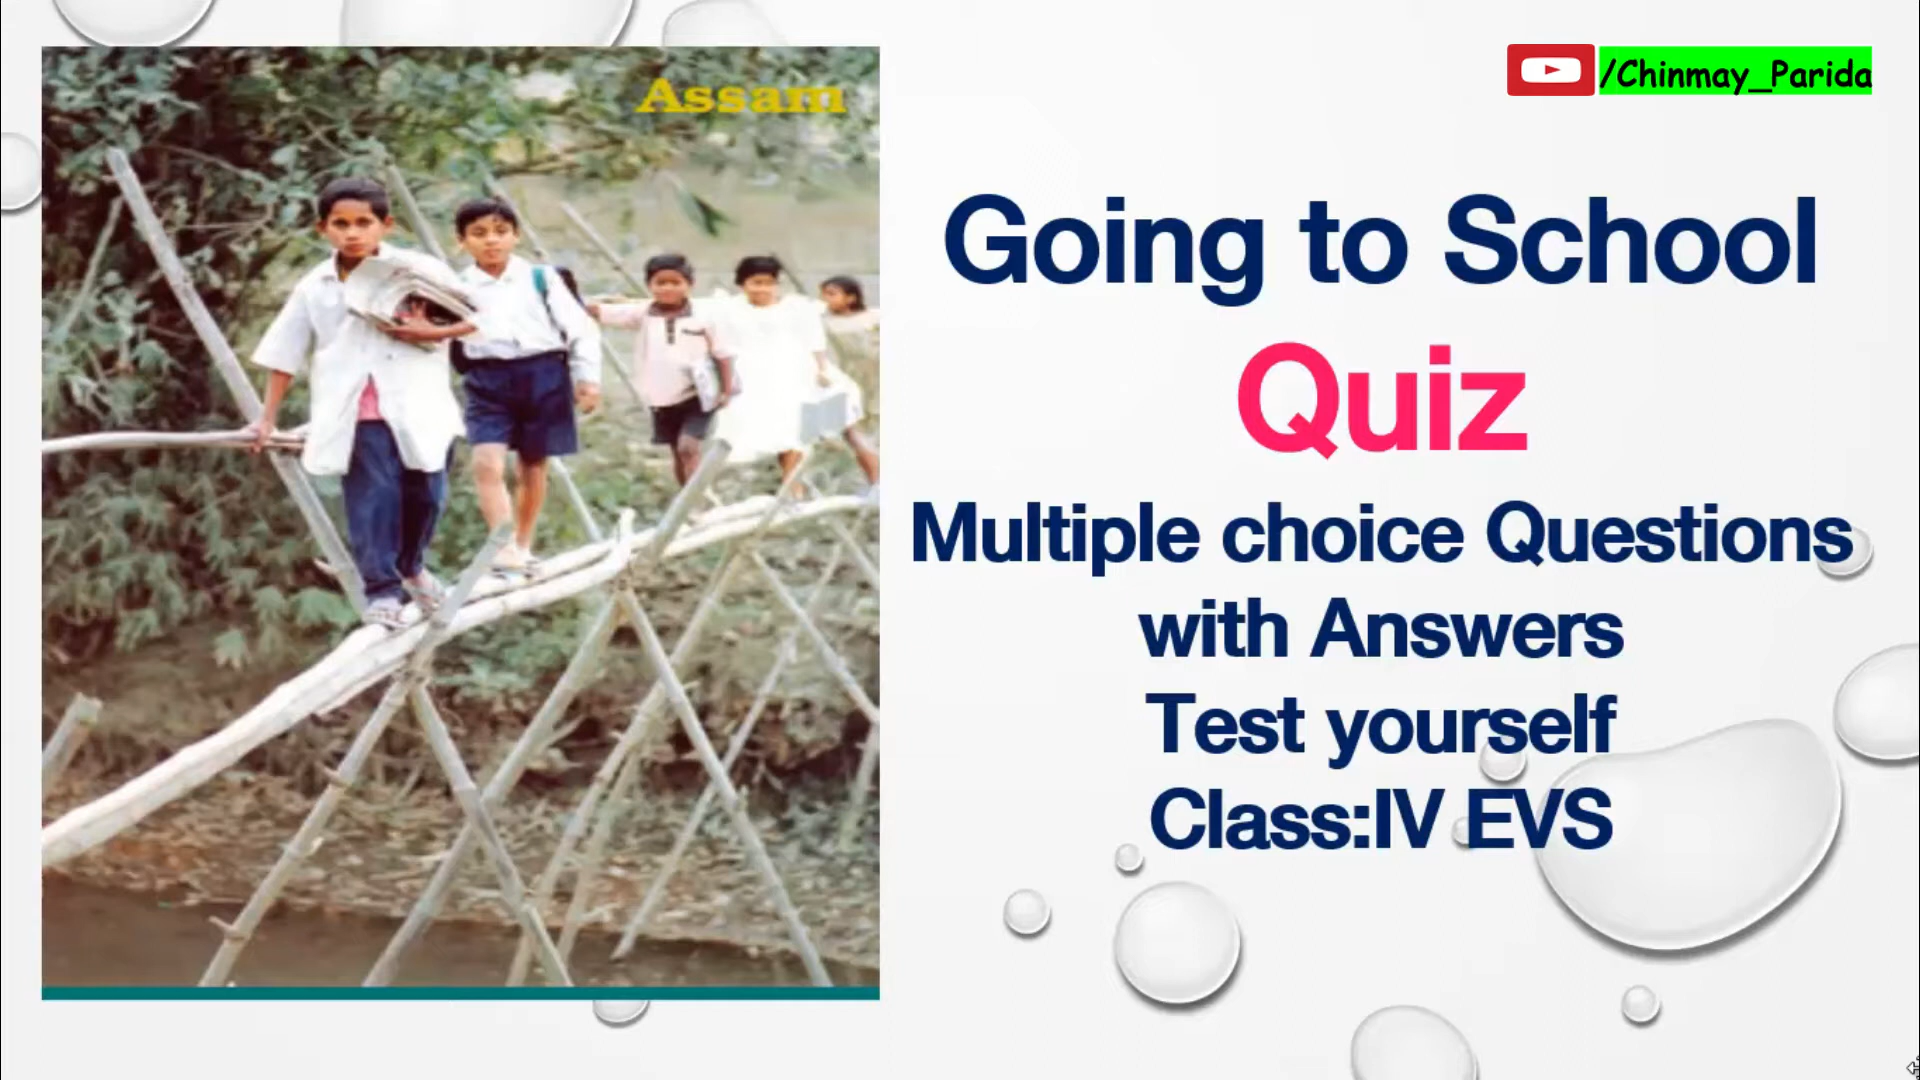 Assam
/Chinmay_Parida
Going to School
Quiz
Multiple choice Questions
with Answers
Test yourself
Class:IV EVS